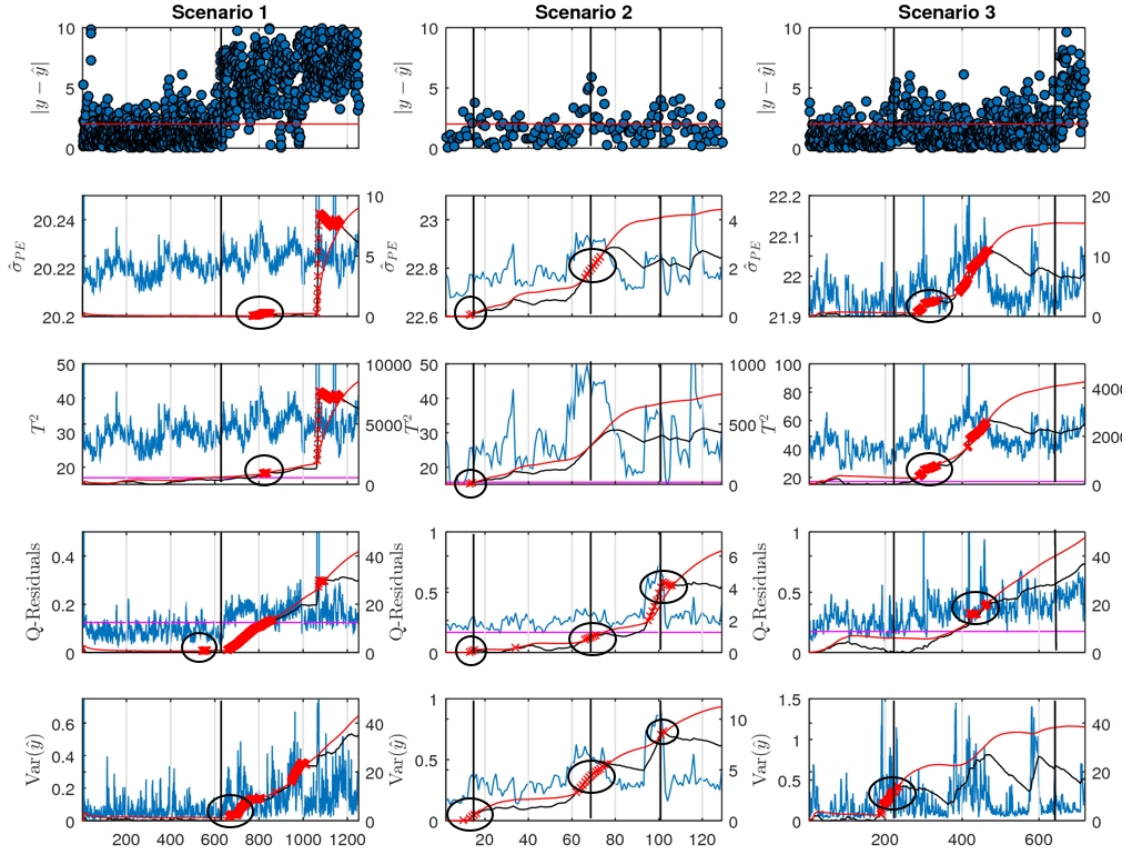 Scenario 1 Scenario 2 Scenario 3
|y − ŷ| 10 5 0
|y − ŷ| 10 5 0
|y − ŷ| 10 5 0
σ̂PE 20.24 20.22 20.2 10 5 0
σ̂PE 23 22.8 22.6 4 2 0
σ̂PE 22.2 22.1 22 21.9 20 10 0
T² 50 40 30 20 10000 5000 0
T² 50 40 30 20 1000 500 0
T² 100 80 60 40 20 4000 2000 0
Q-Residuals 0.4 0.2 0 40 20 0
Q-Residuals 1 0.5 0 6 4 2 0
Q-Residuals 1 0.5 0 40 20 0
Var(ŷ) 0.6 0.4 0.2 0 40 20 0
Var(ŷ) 1 0.5 0 10 5 0
Var(ŷ) 1.5 1 0.5 0 40 20 0
200 400 600 800 1000 1200
20 40 60 80 100 120
200 400 600